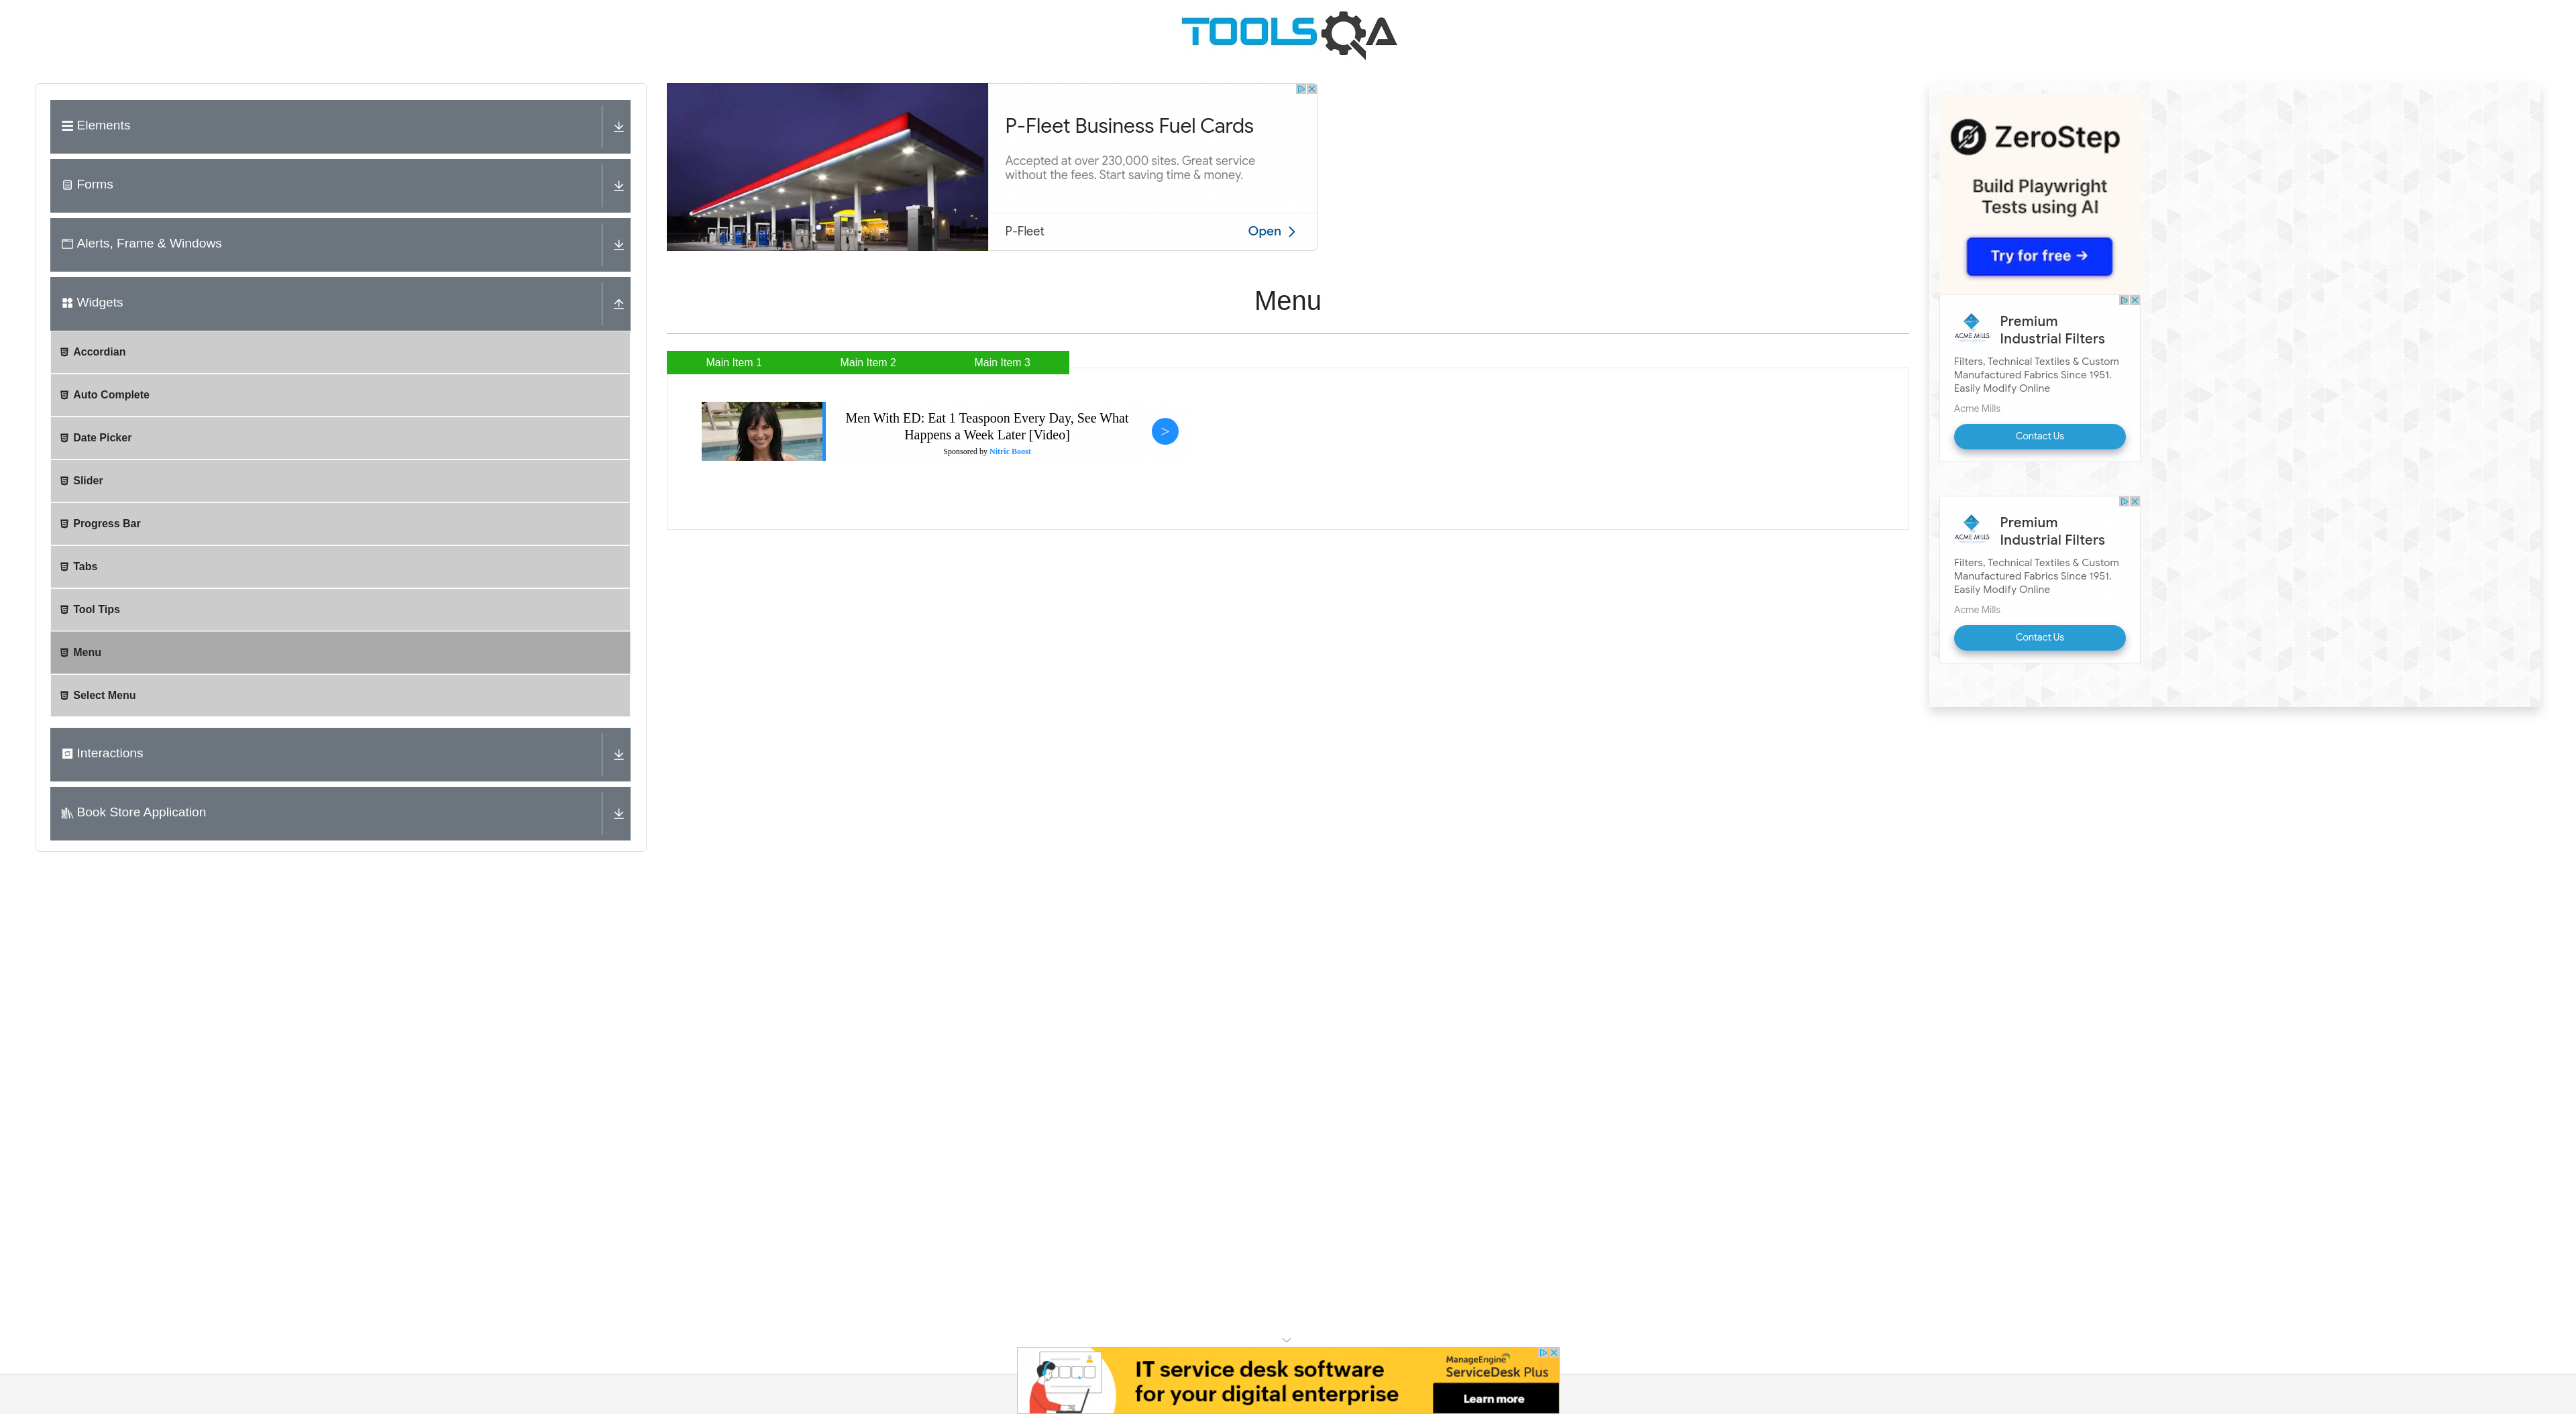 TOOLSQA
Elements
Forms
Alerts, Frame & Windows
Widgets
Accordian
Auto Complete
Date Picker
Slider
Progress Bar
Tabs
Tool Tips
Menu
Select Menu
Interactions
Book Store Application
P-Fleet Business Fuel Cards
Accepted at over 230,000 sites. Great service
without the fees. Start saving time & money.
P-Fleet
Open
Menu
Main Item 1
Main Item 2
Main Item 3
Men With ED: Eat 1 Teaspoon Every Day, See What
Happens a Week Later [Video]
Sponsored by Nitric Boost
>
ZeroStep
Build Playwright
Tests using AI
Try for free →
ACME MILLS
Premium
Industrial Filters
Filters, Technical Textiles & Custom
Manufactured Fabrics Since 1951.
Easily Modify Online
Acme Mills
Contact Us
ACME MILLS
Premium
Industrial Filters
Filters, Technical Textiles & Custom
Manufactured Fabrics Since 1951.
Easily Modify Online
Acme Mills
Contact Us
IT service desk software
for your digital enterprise
ManageEngine
ServiceDesk Plus
Learn more